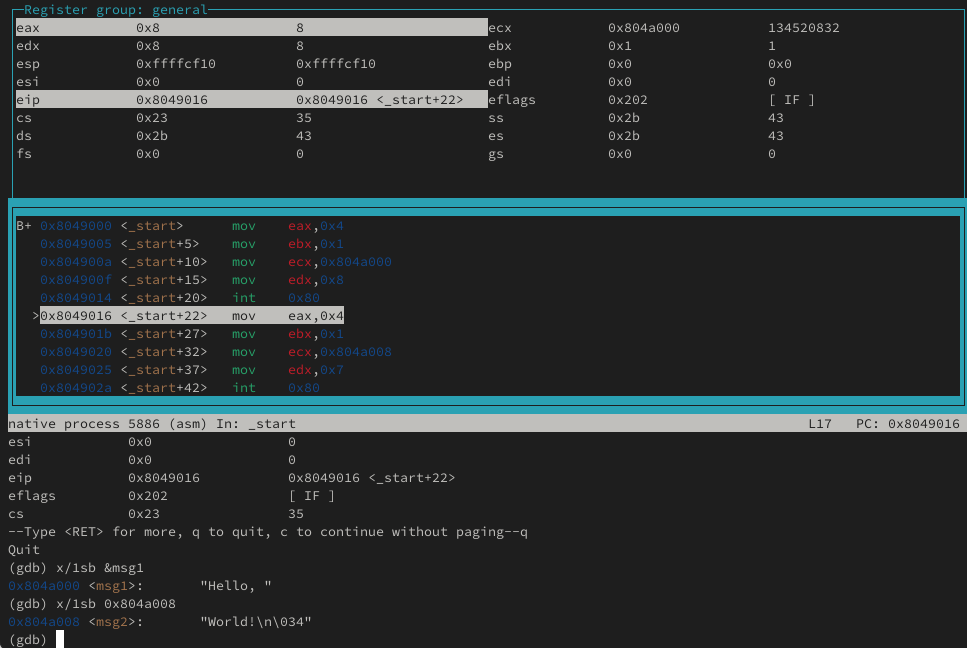 Register group: general
eax 0x8 8 ecx 0x804a000 134520832
edx 0x8 8 ebx 0x1 1
esp 0xffffcf10 0xffffcf10 ebp 0x0 0x0
esi 0x0 0 edi 0x0 0
eip 0x8049016 0x8049016 <_start+22> eflags 0x202 [ IF ]
cs 0x23 35 ss 0x2b 43
ds 0x2b 43 es 0x2b 43
fs 0x0 0 gs 0x0 0
B+ 0x8049000 <_start> mov eax,0x4
0x8049005 <_start+5> mov ebx,0x1
0x804900a <_start+10> mov ecx,0x804a000
0x804900f <_start+15> mov edx,0x8
0x8049014 <_start+20> int 0x80
>0x8049016 <_start+22> mov eax,0x4
0x804901b <_start+27> mov ebx,0x1
0x8049020 <_start+32> mov ecx,0x804a008
0x8049025 <_start+37> mov edx,0x7
0x804902a <_start+42> int 0x80
native process 5886 (asm) In: _start L17 PC: 0x8049016
esi 0x0 0
edi 0x0 0
eip 0x8049016 0x8049016 <_start+22>
eflags 0x202 [ IF ]
cs 0x23 35
--Type <RET> for more, q to quit, c to continue without paging--q
Quit
(gdb) x/1sb &msg1
0x804a000 <msg1>: "Hello, "
(gdb) x/1sb 0x804a008
0x804a008 <msg2>: "World!\n\034"
(gdb)